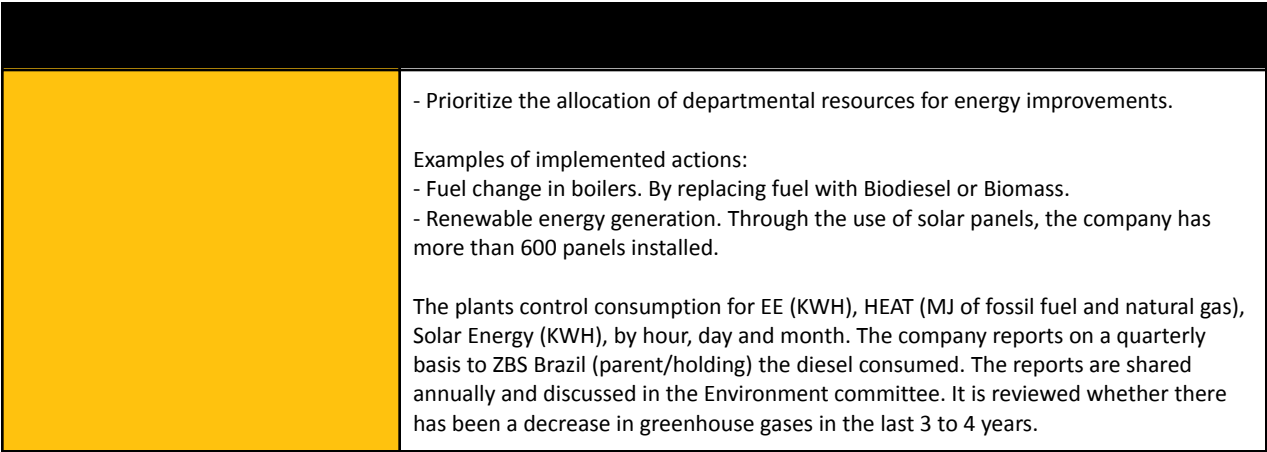 - Prioritize the allocation of departmental resources for energy improvements.
Examples of implemented actions:
- Fuel change in boilers. By replacing fuel with Biodiesel or Biomass.
- Renewable energy generation. Through the use of solar panels, the company has
more than 600 panels installed.
The plants control consumption for EE (KWH), HEAT (MJ of fossil fuel and natural gas),
Solar Energy (KWH), by hour, day and month. The company reports on a quarterly
basis to ZBS Brazil (parent/holding) the diesel consumed. The reports are shared
annually and discussed in the Environment committee. It is reviewed whether there
has been a decrease in greenhouse gases in the last 3 to 4 years.